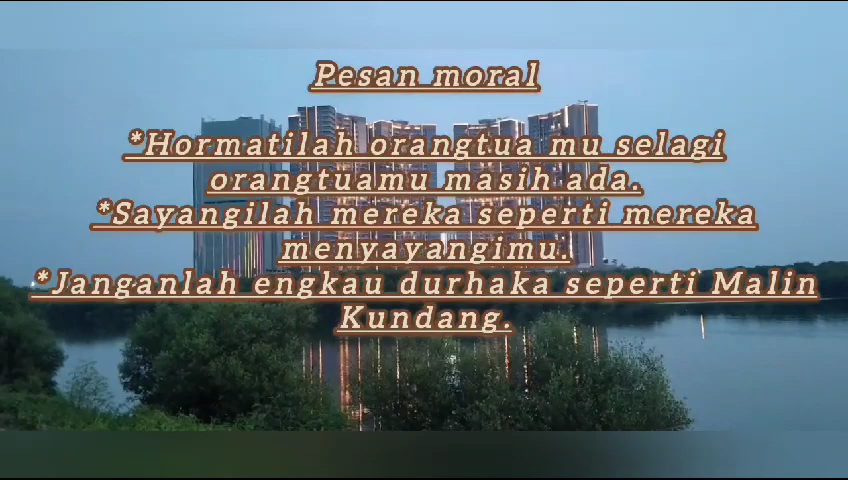 Pesan moral
*Hormatilah orangtua mu selagi
orangtuamu masih ada.
*Sayangilah mereka seperti mereka
menyayangimu.
*Janganlah engkau durhaka seperti Malin
Kundang.